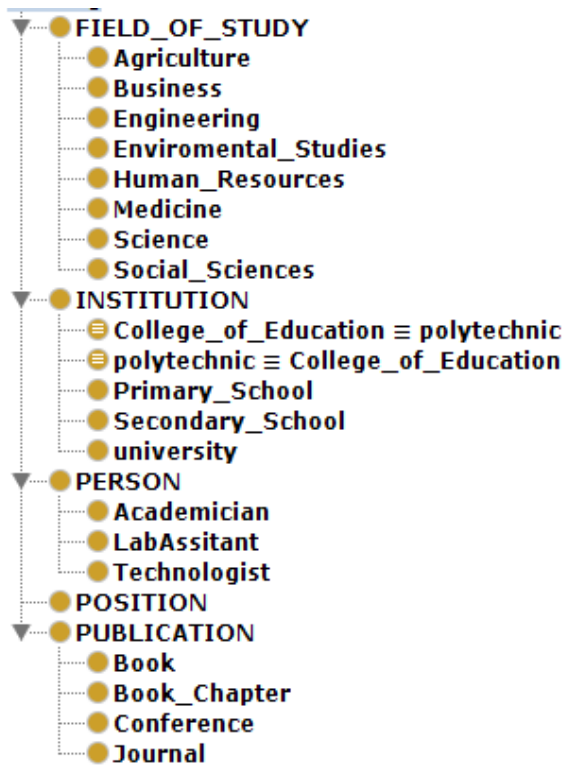 FIELD_OF_STUDY
Agriculture
Business
Engineering
Enviromental_Studies
Human_Resources
Medicine
Science
Social_Sciences
INSTITUTION
College_of_Education ≡ polytechnic
polytechnic ≡ College_of_Education
Primary_School
Secondary_School
university
PERSON
Academician
LabAssitant
Technologist
POSITION
PUBLICATION
Book
Book_Chapter
Conference
Journal